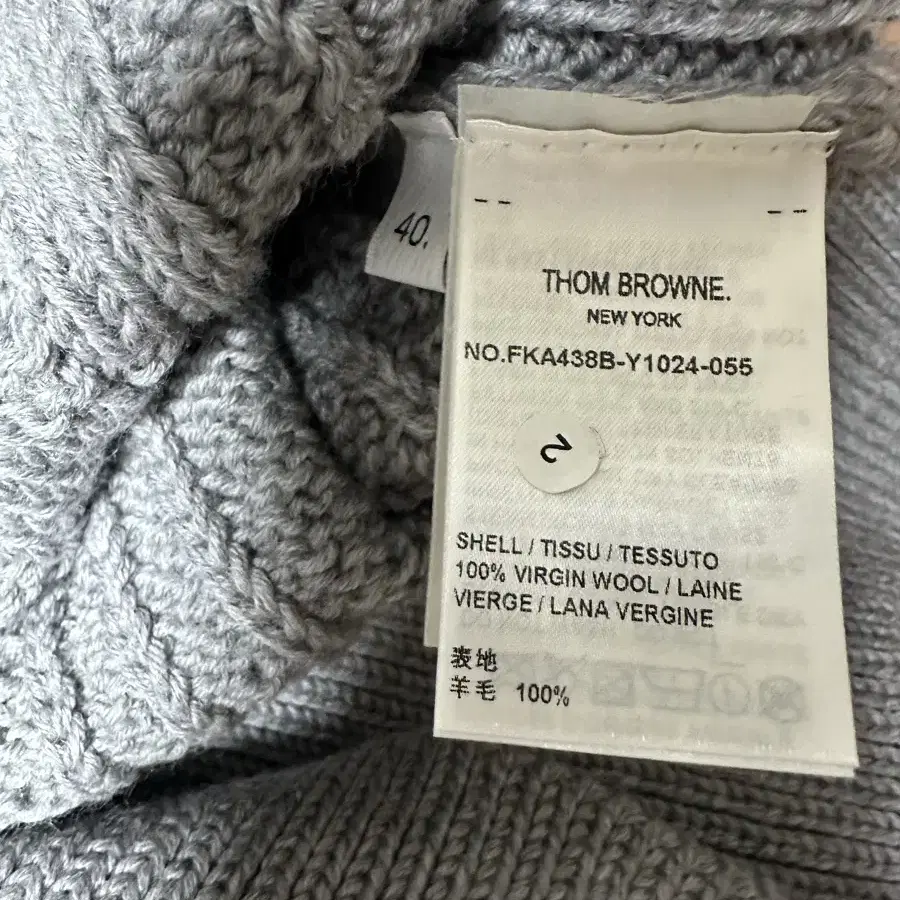 40.
THOM BROWNE.
NEW YORK
NO.FKA438B-Y1024-055
2
SHELL / TISSU / TESSUTO
100% VIRGIN WOOL / LAINE
VIERGE / LANA VERGINE
表地
羊毛 100%